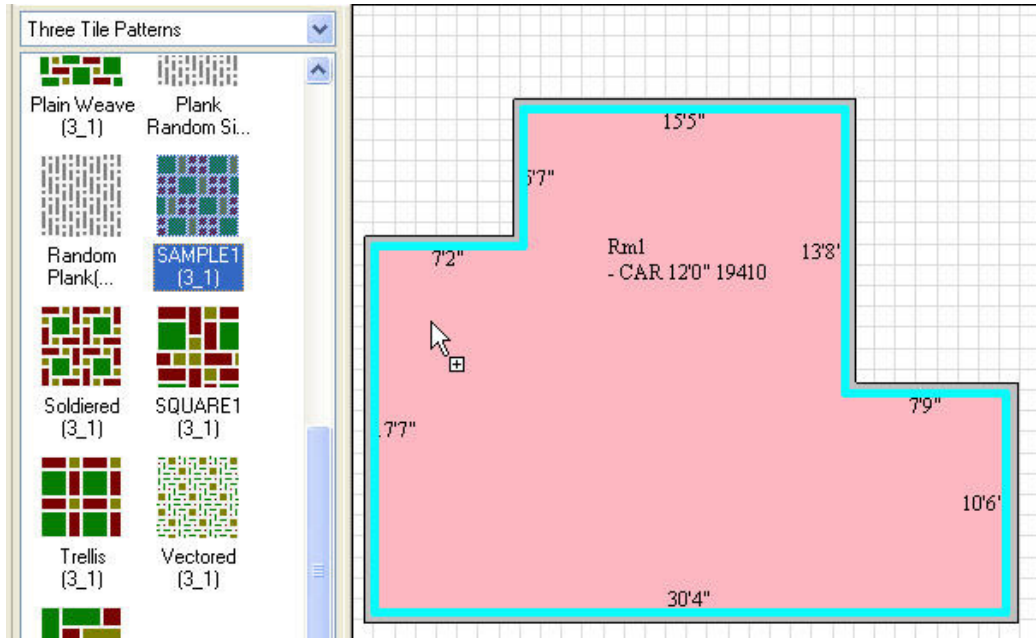 Three Tile Patterns
Plain Weave
(3_1)
Plank
Random Si...
Random
Plank(...
SAMPLE1
(3_1)
Soldiered
(3_1)
SQUARE1
(3_1)
Trellis
(3_1)
Vectored
(3_1)
15'5"
7'2"
Rm1
- CAR 12'0" 19410
13'8'
7'9"
7'7"
10'6'
30'4"